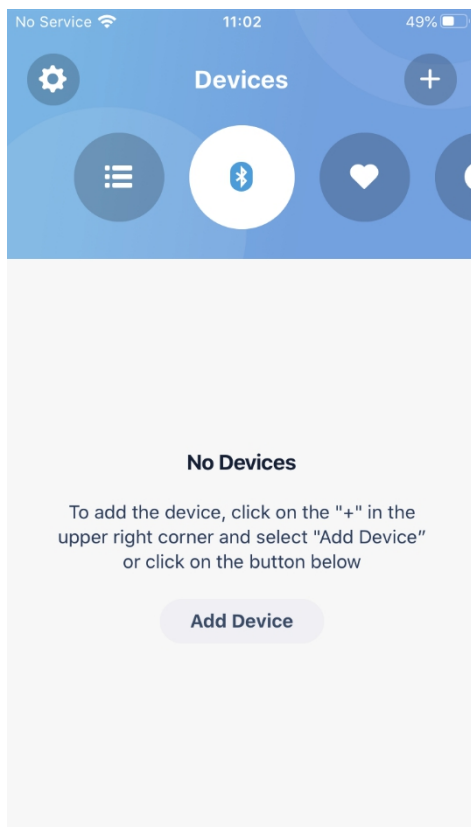 No Service 11:02 49%
Devices
No Devices
To add the device, click on the "+" in the
upper right corner and select "Add Device”
or click on the button below
Add Device